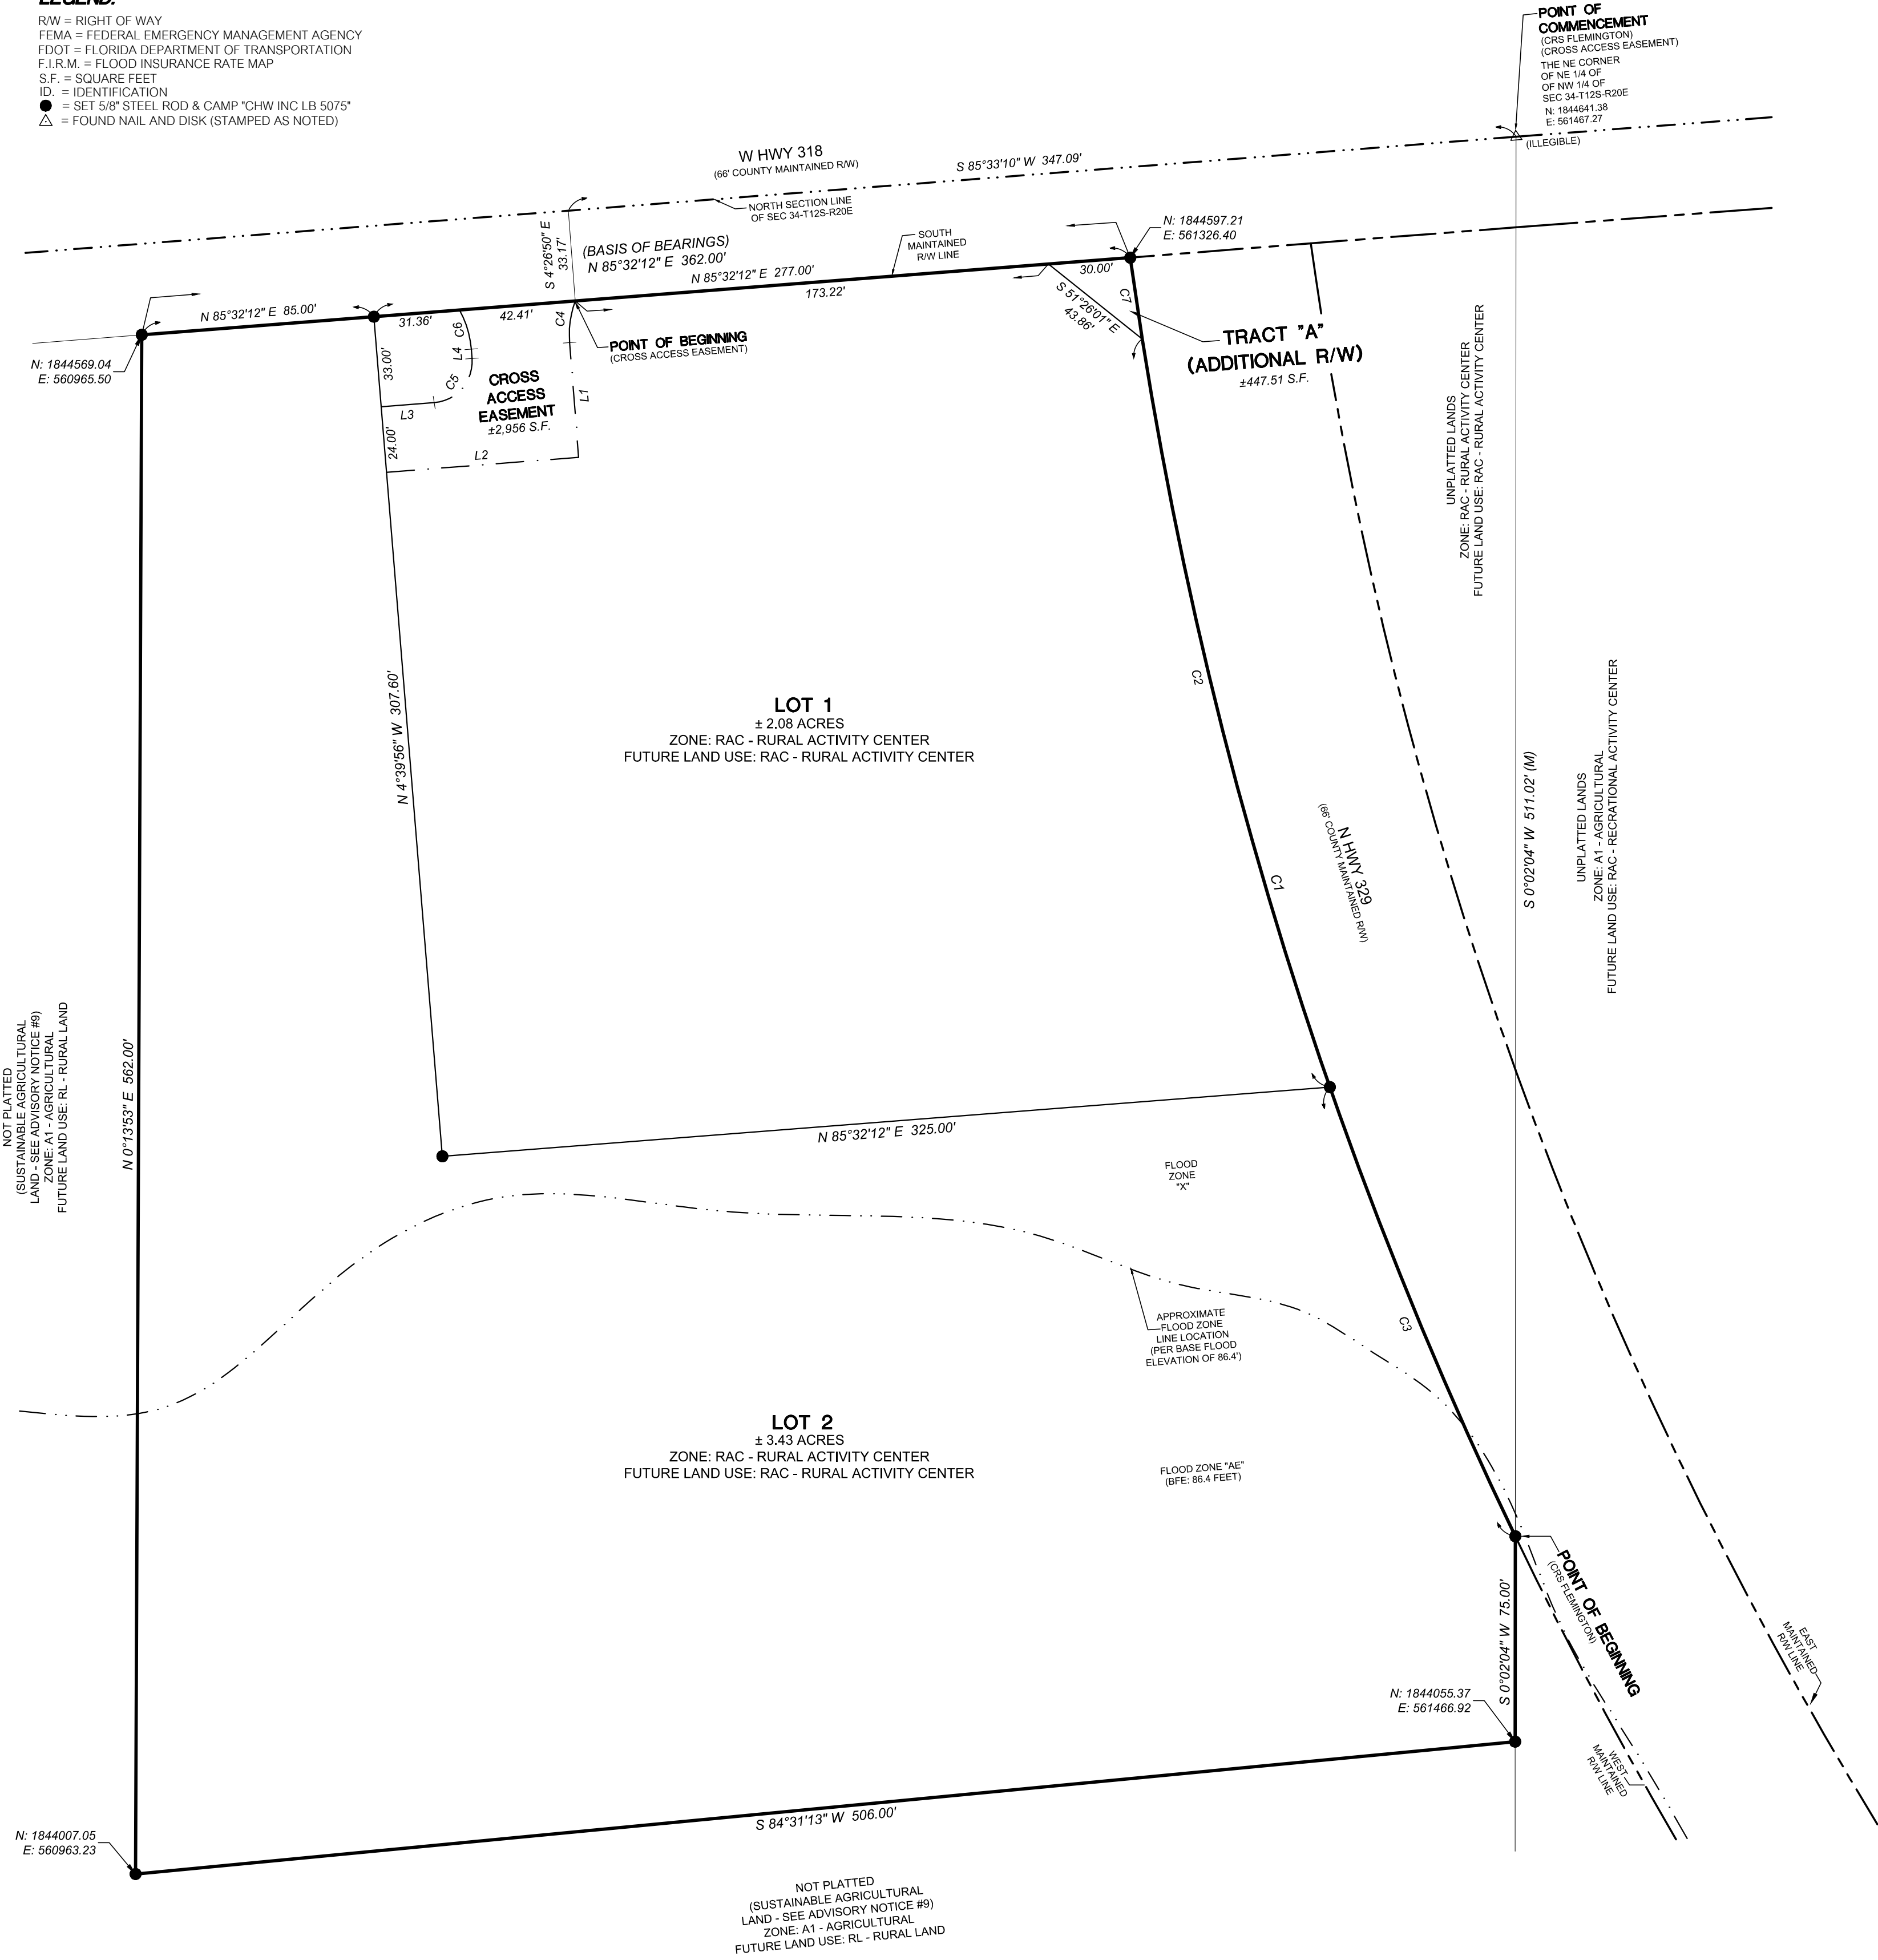 LEGEND:
R/W = RIGHT OF WAY
FEMA = FEDERAL EMERGENCY MANAGEMENT AGENCY
FDOT = FLORIDA DEPARTMENT OF TRANSPORTATION
F.I.R.M. = FLOOD INSURANCE RATE MAP
S.F. = SQUARE FEET
ID. = IDENTIFICATION
= SET 5/8" STEEL ROD & CAMP "CHW INC LB 5075"
= FOUND NAIL AND DISK (STAMPED AS NOTED)
POINT OF
COMMENCEMENT
(CRS FLEMINGTON)
(CROSS ACCESS EASEMENT)
THE NE CORNER
OF NE 1/4 OF
OF NW 1/4 OF
SEC 34-T12S-R20E
N: 1844641.38
E: 561467.27
(ILLEGIBLE)
W HWY 318
(66' COUNTY MAINTAINED R/W)
S 85°33'10" W 347.09'
NORTH SECTION LINE
OF SEC 34-T12S-R20E
S 4°26'50" E
33.17'
(BASIS OF BEARINGS)
N 85°32'12" E 362.00'
N 85°32'12" E 277.00'
173.22'
SOUTH
MAINTAINED
R/W LINE
N: 1844597.21
E: 561326.40
30.00'
S 51°26'01" E
43.86'
C7
TRACT "A"
(ADDITIONAL R/W)
±447.51 S.F.
N 85°32'12" E 85.00'
N: 1844569.04
E: 560965.50
31.36'
42.41'
C6
C4
POINT OF BEGINNING
(CROSS ACCESS EASEMENT)
33.00'
L4
C5
CROSS
ACCESS
EASEMENT
±2,956 S.F.
L1
L3
24.00'
L2
UNPLATTED LANDS
ZONE: RAC - RURAL ACTIVITY CENTER
FUTURE LAND USE: RAC - RURAL ACTIVITY CENTER
N 4°39'56" W 307.60'
LOT 1
± 2.08 ACRES
ZONE: RAC - RURAL ACTIVITY CENTER
FUTURE LAND USE: RAC - RURAL ACTIVITY CENTER
C2
C1
N HWY 329
(66' COUNTY MAINTAINED R/W)
S 0°02'04" W 511.02' (M)
UNPLATTED LANDS
ZONE: A1 - AGRICULTURAL
FUTURE LAND USE: RAC - RECRATIONAL ACTIVITY CENTER
NOT PLATTED
(SUSTAINABLE AGRICULTURAL
LAND - SEE ADVISORY NOTICE #9)
ZONE: A1 - AGRICULTURAL
FUTURE LAND USE: RL - RURAL LAND
N 0°13'53" E 562.00'
N 85°32'12" E 325.00'
FLOOD
ZONE
"X"
APPROXIMATE
FLOOD ZONE
LINE LOCATION
(PER BASE FLOOD
ELEVATION OF 86.4')
C3
LOT 2
± 3.43 ACRES
ZONE: RAC - RURAL ACTIVITY CENTER
FUTURE LAND USE: RAC - RURAL ACTIVITY CENTER
FLOOD ZONE "AE"
(BFE: 86.4 FEET)
POINT OF BEGINNING
(CRS FLEMINGTON)
S 0°02'04" W 75.00'
EAST
MAINTAINED
R/W LINE
N: 1844055.37
E: 561466.92
WEST
MAINTAINED
R/W LINE
S 84°31'13" W 506.00'
N: 1844007.05
E: 560963.23
NOT PLATTED
(SUSTAINABLE AGRICULTURAL
LAND - SEE ADVISORY NOTICE #9)
ZONE: A1 - AGRICULTURAL
FUTURE LAND USE: RL - RURAL LAND